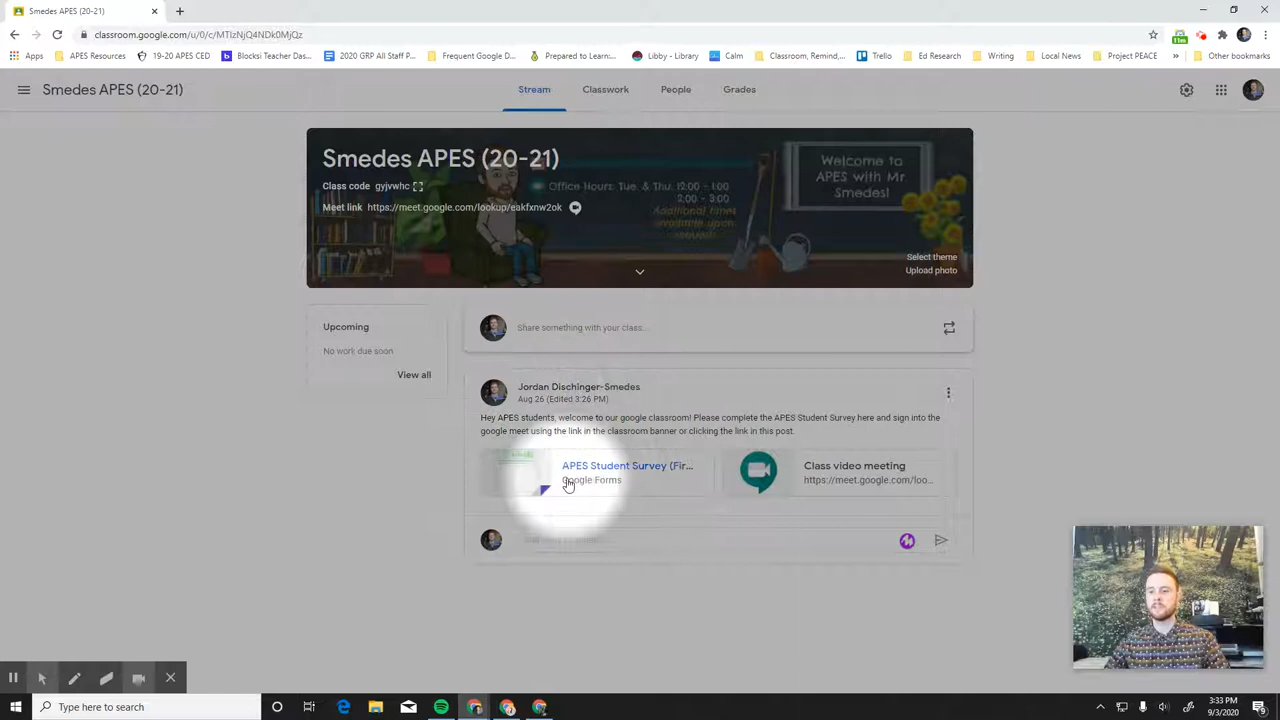 Smedes APES (20-21)
classroom.google.com/u/0/c/MTIzNjQ4NDk0MjQz
Apps
APES Resources
19-20 APES CED
Blocksi Teacher Das...
2020 GRP All Staff P...
Frequent Google D...
Prepared to Learn:...
Libby - Library
Calm
Classroom, Remind,...
Trello
Ed Research
Writing
Local News
Project PEACE
»
Other bookmarks
11m
Smedes APES (20-21)
Stream
Classwork
People
Grades
Smedes APES (20-21)
Class code gyjvwhc
Meet link https://meet.google.com/lookup/eakfxnw2ok
Office Hours: Tue. & Thu. 12:00 - 1:00
2:00 - 3:00
Additional times
available upon
Welcome to
APES with Mr.
Smedes!
Select theme
Upload photo
Upcoming
No work due soon
View all
Share something with your class...
Jordan Dischinger-Smedes
Aug 26 (Edited 3:26 PM)
Hey APES students, welcome to our google classroom! Please complete the APES Student Survey here and sign into the
google meet using the link in the classroom banner or clicking the link in this post.
APES Student Survey (Fir...
Google Forms
Class video meeting
https://meet.google.com/loo...
Type here to search
3:33 PM
9/3/2020